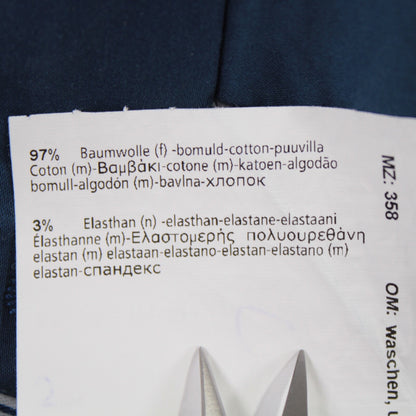 97% Baumwolle (f) -bomuld-cotton-puuvilla
Coton (m)-Βαμβάκι-cotone (m)-katoen-algodão
bomull-algodón (m)-bavlna-хлопок
3% Elasthan (n) -elasthan-elastane-elastaani
Élasthanne (m)-Ελαστομερής πολυουρεθάνη
elastan (m) elastaan-elastano-elastan-elastano (m)
elastan-спандекс
MZ: 358
OM: waschen,